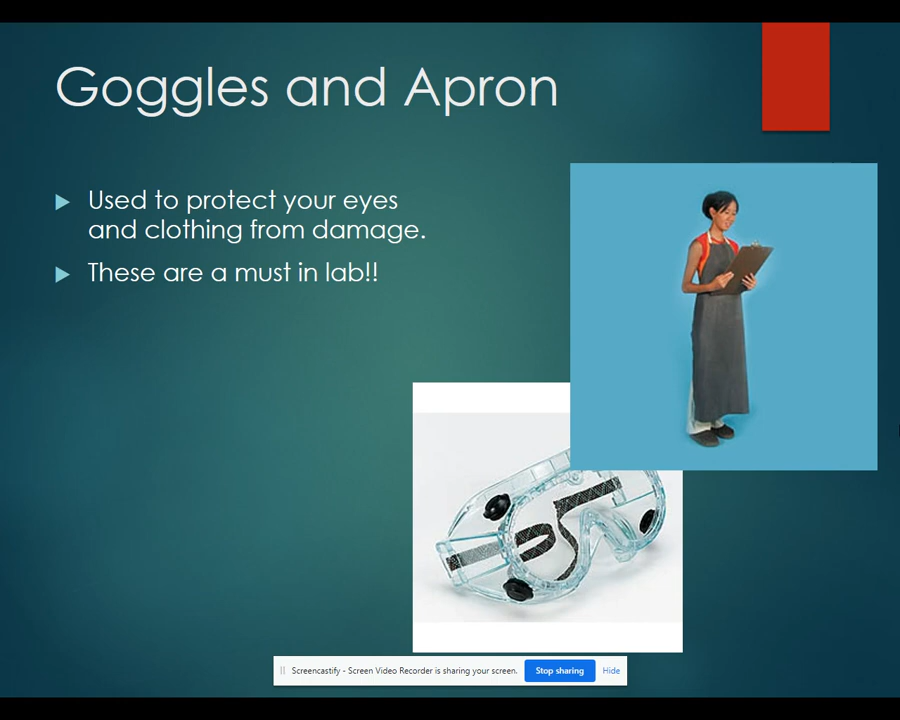 Goggles and Apron
Used to protect your eyes
and clothing from damage.
These are a must in lab!!
Screencastify - Screen Video Recorder is sharing your screen.
Stop sharing
Hide